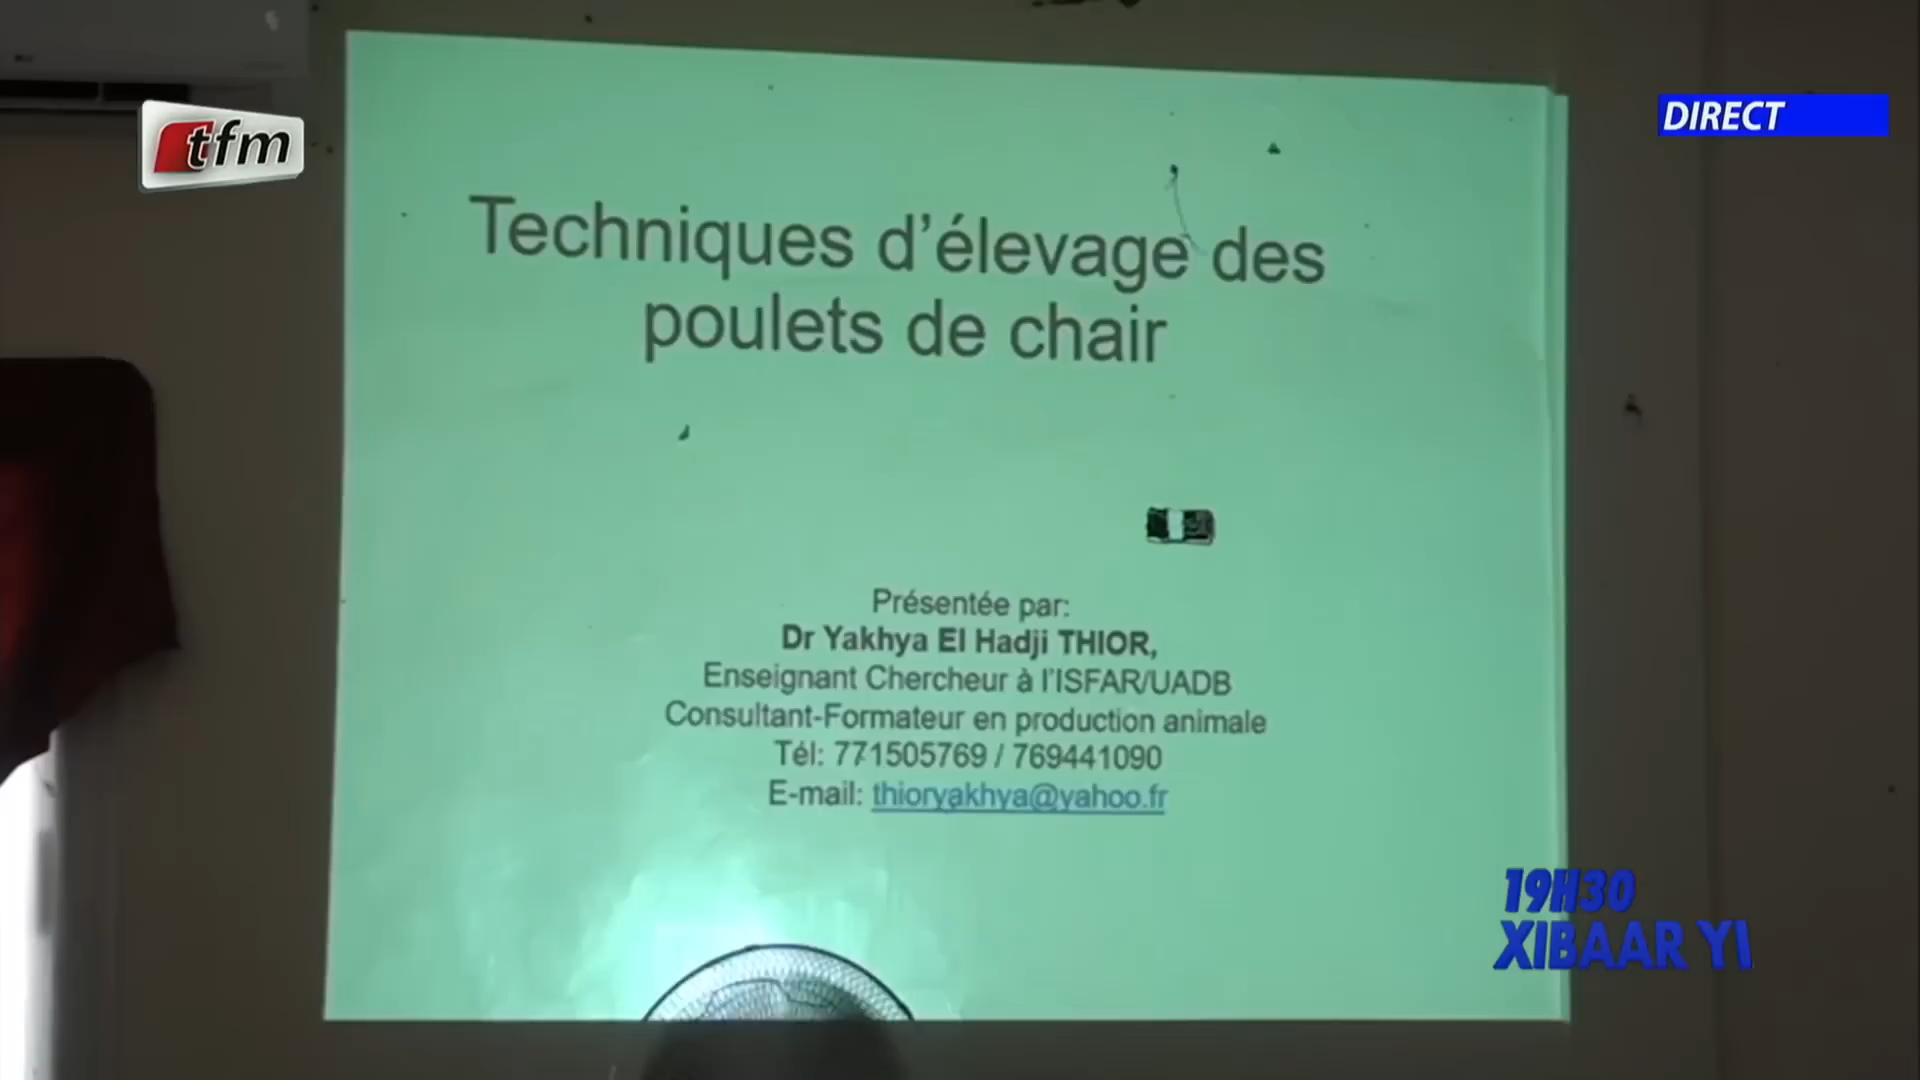 tfm
DIRECT
Techniques d’élevage des
poulets de chair
Présentée par:
Dr Yakhya El Hadji THIOR,
Enseignant Chercheur à l’ISFAR/UADB
Consultant-Formateur en production animale
Tél: 771505769 / 769441090
E-mail: thioryakhya@yahoo.fr
19H30
XIBAAR YI